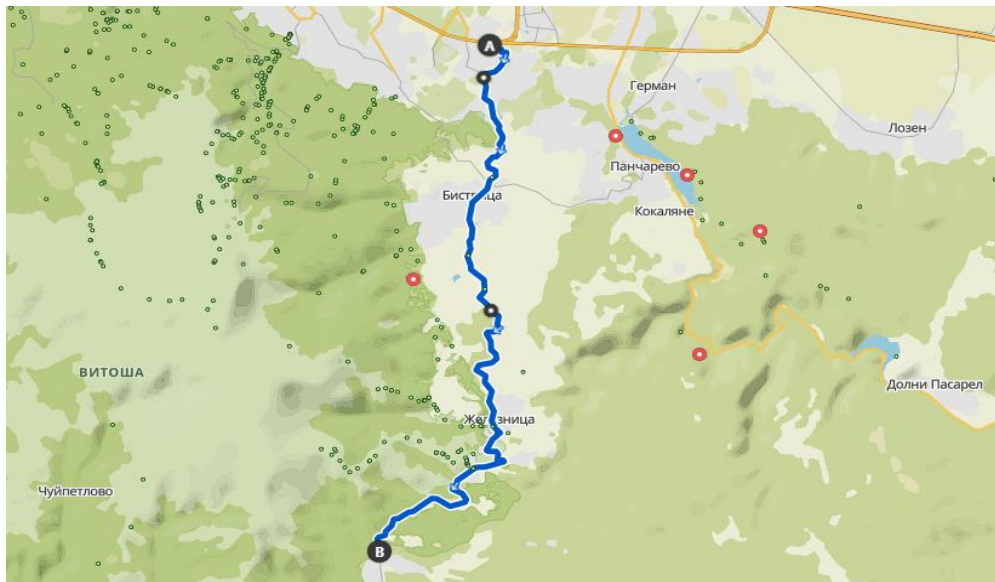 A
Герман
Лозен
Панчарево
Бистрица
Кокаляне
ВИТОША
Долни Пасарел
Железница
Чуйпетлово
B